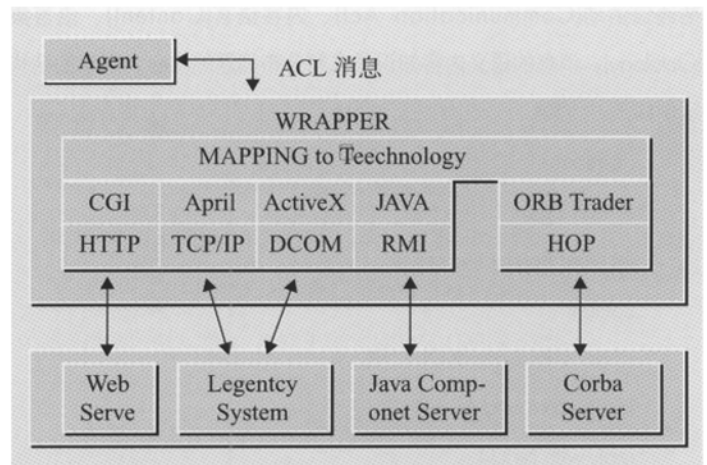 Agent
ACL 消息
WRAPPER
MAPPING to Teechnology
CGI April ActiveX JAVA ORB Trader
HTTP TCP/IP DCOM RMI HOP
Web Serve
Legentcy System
Java Comp-
onet Server
Corba Server